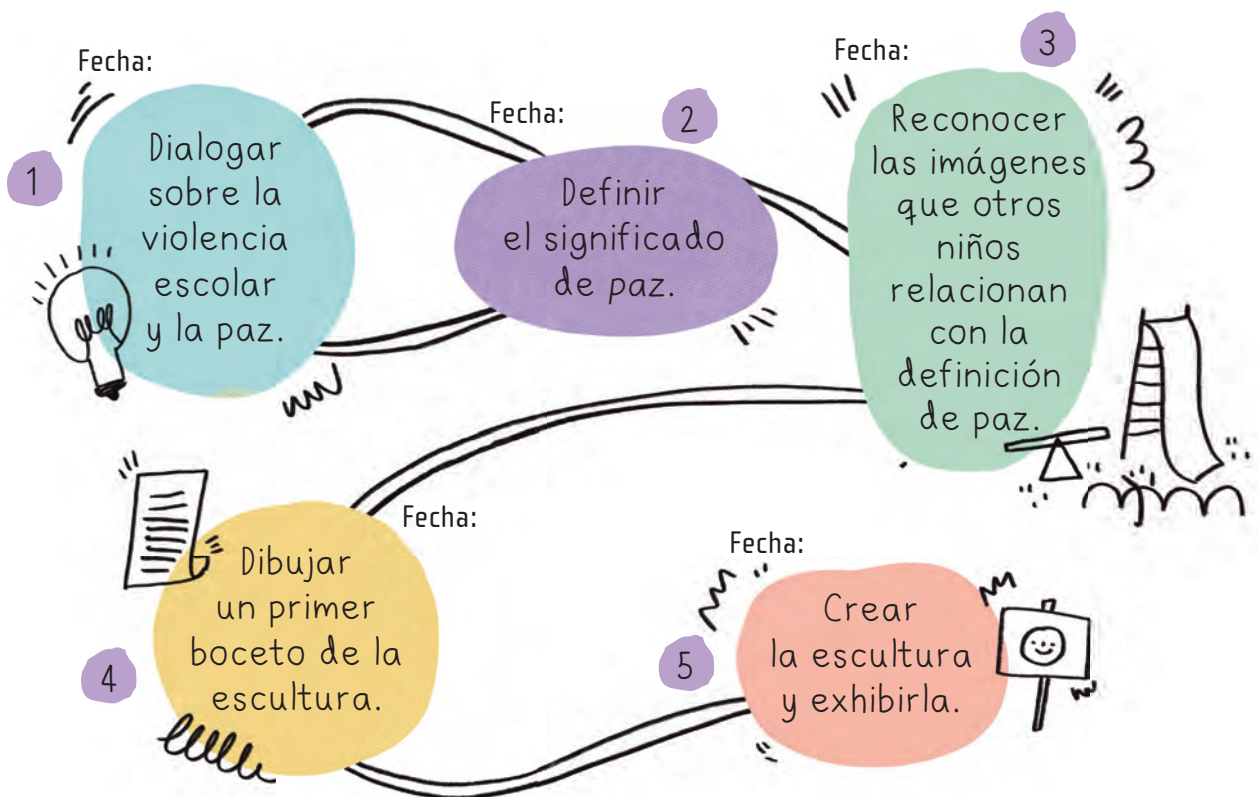 Fecha:
1
Dialogar
sobre la
violencia
escolar
y la paz.
Fecha:
2
Definir
el significado
de paz.
Fecha:
3
Reconocer
las imágenes
que otros
niños
relacionan
con la
definición
de paz.
Fecha:
4
Dibujar
un primer
boceto de la
escultura.
Fecha:
5
Crear
la escultura
y exhibirla.